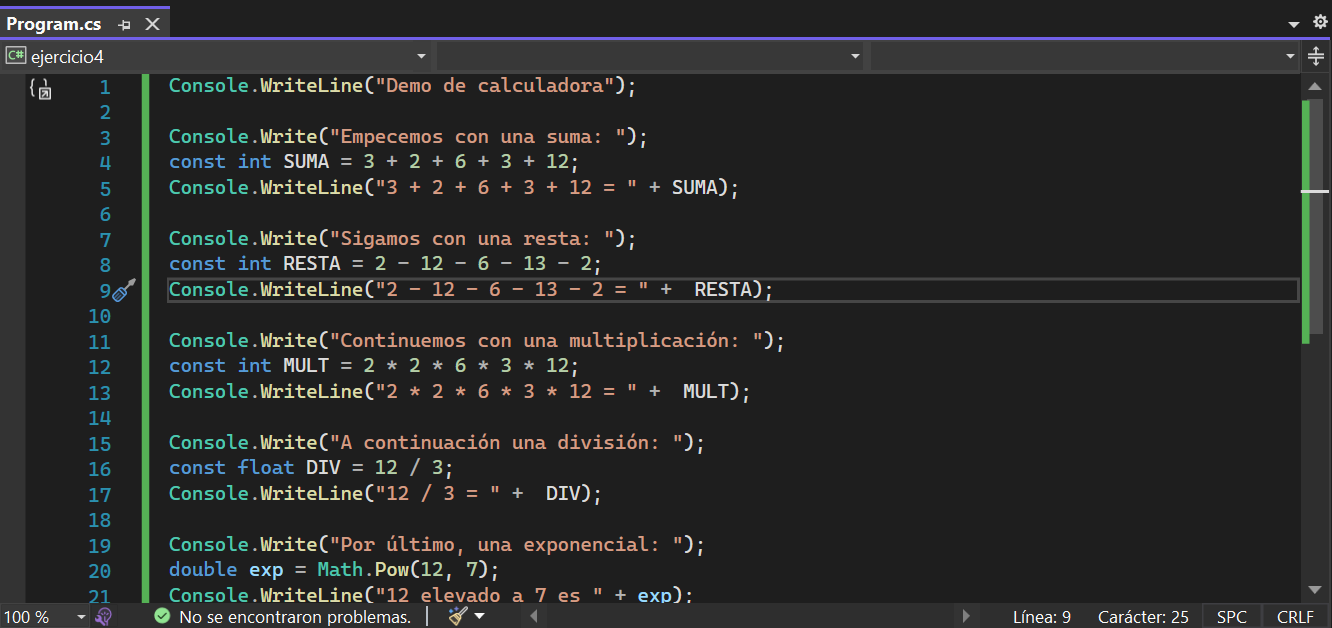 Program.cs
C# ejercicio4
1 Console.WriteLine("Demo de calculadora");
2
3 Console.Write("Empecemos con una suma: ");
4 const int SUMA = 3 + 2 + 6 + 3 + 12;
5 Console.WriteLine("3 + 2 + 6 + 3 + 12 = " + SUMA);
6
7 Console.Write("Sigamos con una resta: ");
8 const int RESTA = 2 - 12 - 6 - 13 - 2;
9 Console.WriteLine("2 - 12 - 6 - 13 - 2 = " +  RESTA);
10
11 Console.Write("Continuemos con una multiplicación: ");
12 const int MULT = 2 * 2 * 6 * 3 * 12;
13 Console.WriteLine("2 * 2 * 6 * 3 * 12 = " +  MULT);
14
15 Console.Write("A continuación una división: ");
16 const float DIV = 12 / 3;
17 Console.WriteLine("12 / 3 = " +  DIV);
18
19 Console.Write("Por último, una exponencial: ");
20 double exp = Math.Pow(12, 7);
21 Console.WriteLine("12 elevado a 7 es " + exp);
100 % No se encontraron problemas. Línea: 9 Carácter: 25 SPC CRLF